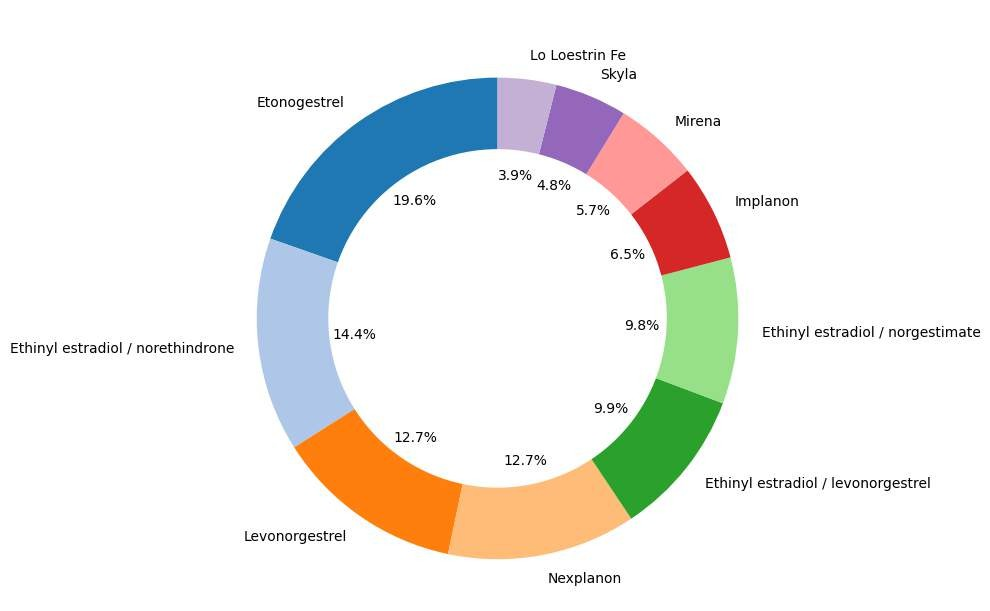 Lo Loestrin Fe
Skyla
Etonogestrel
Mirena
3.9%
4.8%
19.6%
5.7%
Implanon
6.5%
9.8%
Ethinyl estradiol / norgestimate
14.4%
Ethinyl estradiol / norethindrone
9.9%
12.7%
12.7%
Ethinyl estradiol / levonorgestrel
Levonorgestrel
Nexplanon